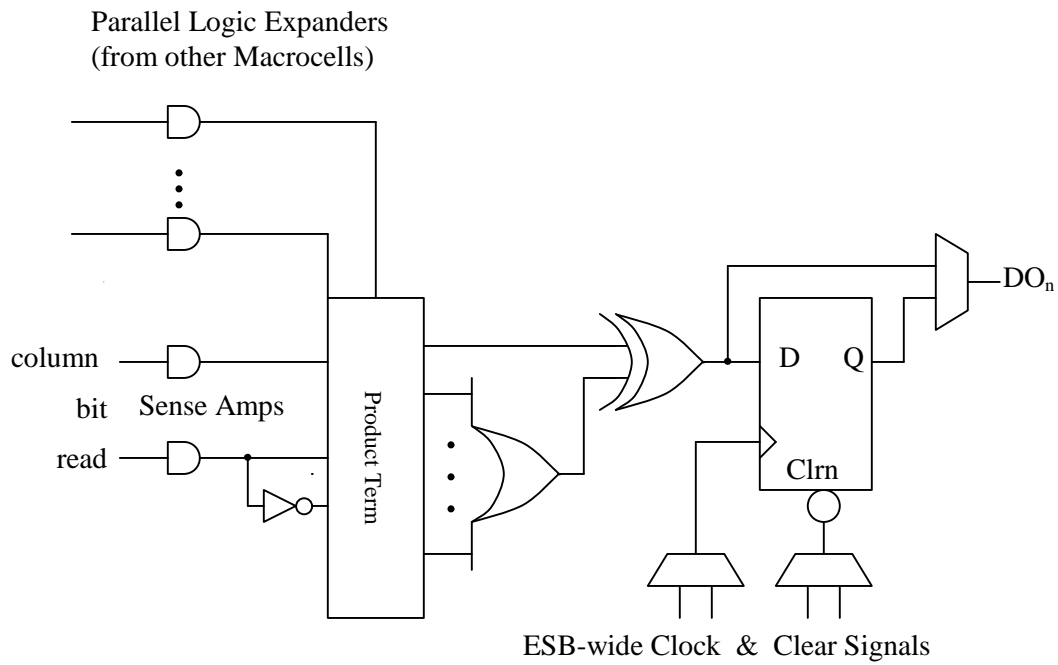 Parallel Logic Expanders
(from other Macrocells)
DOₙ
column
bit
Sense Amps
read
Product Term
D
Q
Clrn
ESB-wide Clock & Clear Signals